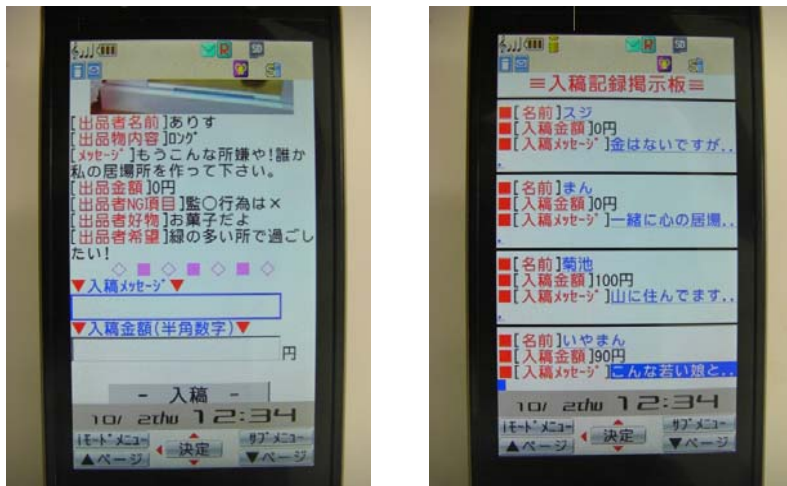 [出品者名前]ありす
[出品物内容]ﾛﾝｸﾞ
[ﾒｯｾｰｼﾞ]もうこんな所嫌や!誰か
私の居場所を作って下さい。
[出品金額]0円
[出品者NG項目]監〇行為は×
[出品者好物]お菓子だよ
[出品者希望]緑の多い所で過ごし
たい!
◇■◇■◇■◇
▼入稿ﾒｯｾｰｼﾞ▼
▼入稿金額(半角数字)▼
円
- 入稿 -
10/ 2thu 12:34
iﾓｰﾄﾞﾒﾆｭｰ
ｻﾌﾞﾒﾆｭｰ
▲ページ
決定
▼ページ
SD
≡入稿記録掲示板≡
■[名前]スジ
■[入稿金額]0円
■[入稿ﾒｯｾｰｼﾞ]金はないですが..
■[名前]まん
■[入稿金額]0円
■[入稿ﾒｯｾｰｼﾞ]一緒に心の居場..
■[名前]菊池
■[入稿金額]100円
■[入稿ﾒｯｾｰｼﾞ]山に住んでます..
■[名前]いやまん
■[入稿金額]90円
■[入稿ﾒｯｾｰｼﾞ]こんな若い娘と..
10/ 2thu 12:34
iﾓｰﾄﾞﾒﾆｭｰ
ｻﾌﾞﾒﾆｭｰ
▲ページ
決定
▼ページ